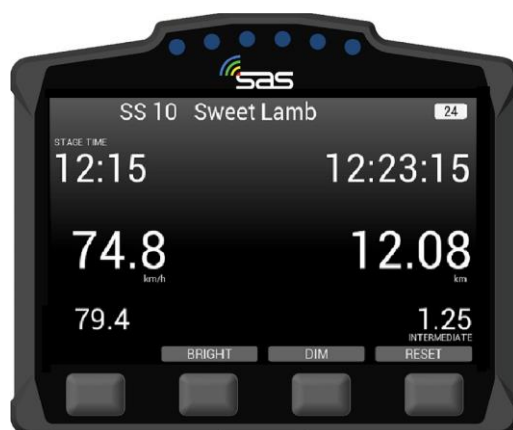 sas
SS 10 Sweet Lamb 24
STAGE TIME
12:15 12:23:15
74.8 12.08
km/h km
79.4 1.25
INTERMEDIATE
BRIGHT DIM RESET